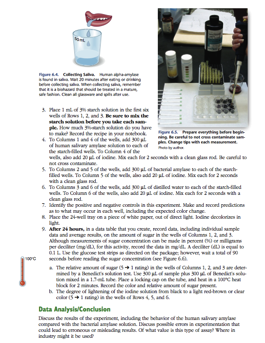 50 mL
Figure 6.4. Collecting Saliva. Human alpha-amylase
is found in saliva. Wait 20 minutes after eating or drinking
before collecting saliva. When collecting saliva, remember
that it is a biohazard that should be treated in a mature,
safe fashion. Clean all glassware and spills after use.
Figure 6.5. Prepare everything before begin-
ning. Be careful not to cross contaminate sam-
ples. Change tips with each measurement.
Photo by author.
3. Place 1 mL of 3% starch solution in the first six
wells of Rows 1, 2, and 3. Be sure to mix the
starch solution before you take each sam-
ple. How much 3% starch solution do you have
to make? Record the recipe in your notebook.
4. To Columns 1 and 4 of the wells, add 300 µL
of human salivary amylase solution to each of
the starch-filled wells. To Column 4 of the
wells, also add 20 µL of iodine. Mix each for 2 seconds with a clean glass rod. Be careful to
not cross contaminate.
5. To Columns 2 and 5 of the wells, add 300 µL of bacterial amylase to each of the starch-
filled wells. To Column 5 of the wells, also add 20 µL of iodine. Mix each for 2 seconds
with a clean glass rod.
6. To Columns 3 and 6 of the wells, add 300 µL of distilled water to each of the starch-filled
wells. To Column 6 of the wells, also add 20 µL of iodine. Mix each for 2 seconds with a
clean glass rod.
7. Identify the positive and negative controls in this experiment. Make and record predictions
as to what may occur in each well, including the expected color change.
8. Place the 24-well tray on a piece of white paper, out of direct light. Iodine decolorizes in
light.
9. After 24 hours, in a data table that you create, record data, including individual sample
data and average results, on the amount of sugar in the wells of Columns 1, 2, and 3.
Although measurements of sugar concentration can be made in percent (%) or milligrams
per deciliter (mg/dL), for this activity, record the data in mg/dL. A deciliter (dL) is equal to
0.1 L. Use the glucose test strips as directed on the package; however, wait a total of 90
seconds before reading the sugar concentration (see Figure 6.6).
100°C
a. The relative amount of sugar (5 → 1 rating) in the wells of Columns 1, 2, and 3 are deter-
mined by a Benedict's solution test. Use 300 µL of sample plus 300 µL of Benedict's solu-
tion mixed in a 1.7-mL tube. Place a locking cap on the tube, and heat in a 100°C heat
block for 2 minutes. Record the color and relative amount of sugar present.
b. The degree of lightening of the iodine solution from black to a light red-brown or clear
color (5 → 1 rating) in the wells of Rows 4, 5, and 6.
Data Analysis/Conclusion
Discuss the results of the experiment, including the behavior of the human salivary amylase
compared with the bacterial amylase solution. Discuss possible errors in experimentation that
could lead to erroneous or misleading results. Of what value is this type of assay? Where in
industry might it be used?